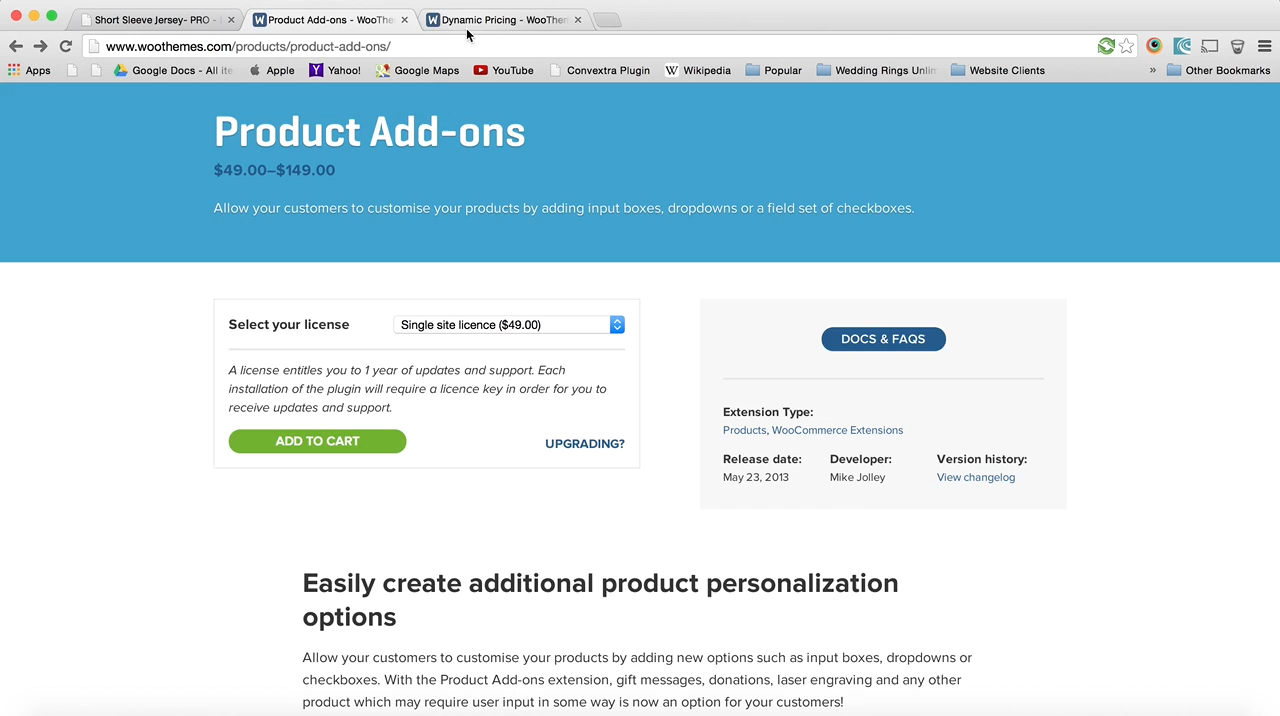 Short Sleeve Jersey- PRO -
Product Add-ons - WooThe
Dynamic Pricing - WooThem
www.woothemes.com/products/product-add-ons/
Apps
Google Docs - All ite
Apple
Yahoo!
Google Maps
YouTube
Convextra Plugin
Wikipedia
Popular
Wedding Rings Unlim
Website Clients
»
Other Bookmarks
Product Add-ons
$49.00–$149.00
Allow your customers to customise your products by adding input boxes, dropdowns or a field set of checkboxes.
Select your license
Single site licence ($49.00)
A license entitles you to 1 year of updates and support. Each
installation of the plugin will require a licence key in order for you to
receive updates and support.
ADD TO CART
UPGRADING?
DOCS & FAQS
Extension Type:
Products, WooCommerce Extensions
Release date: Developer: Version history:
May 23, 2013 Mike Jolley View changelog
Easily create additional product personalization
options
Allow your customers to customise your products by adding new options such as input boxes, dropdowns or
checkboxes. With the Product Add-ons extension, gift messages, donations, laser engraving and any other
product which may require user input in some way is now an option for your customers!